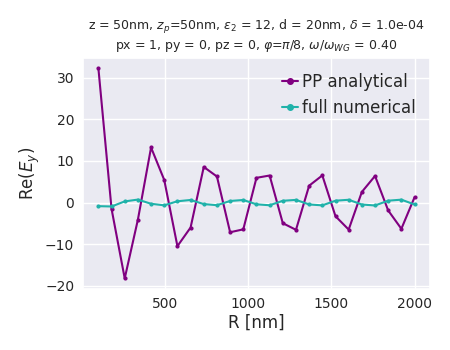 z = 50nm, z_p=50nm, ε_2 = 12, d = 20nm, δ = 1.0e-04
px = 1, py = 0, pz = 0, φ=π/8, ω/ω_WG = 0.40
PP analytical
full numerical
30
20
10
0
−10
−20
Re(E_y)
500
1000
1500
2000
R [nm]